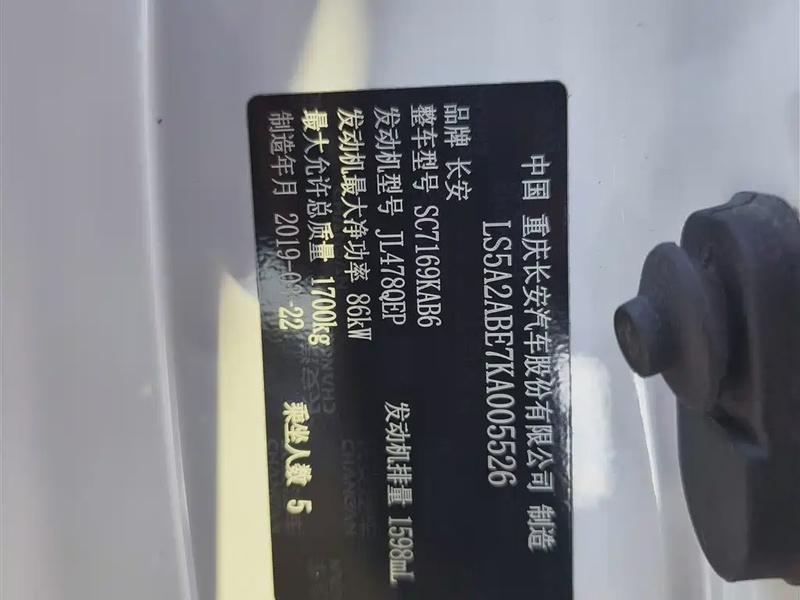 中国 重庆长安汽车股份有限公司 制造
LS5A2ABE7KA005526
品牌 长安
整车型号 SC7169KAB6
发动机型号 JL478QEP 发动机排量 1598mL
发动机最大净功率 86kW
最大允许总质量 1700kg 乘坐人数 5
制造年月